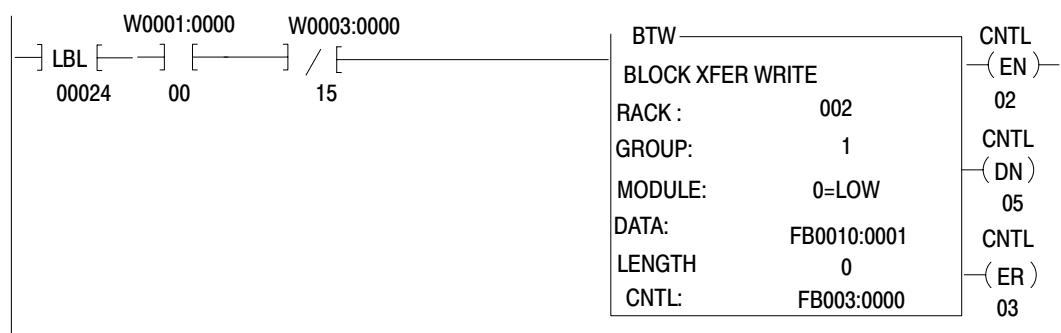 W0001:0000 W0003:0000
LBL
00024 00 15
BTW
BLOCK XFER WRITE
RACK : 002
GROUP: 1
MODULE: 0=LOW
DATA: FB0010:0001
LENGTH 0
CNTL: FB003:0000
CNTL
EN
02
CNTL
DN
05
CNTL
ER
03